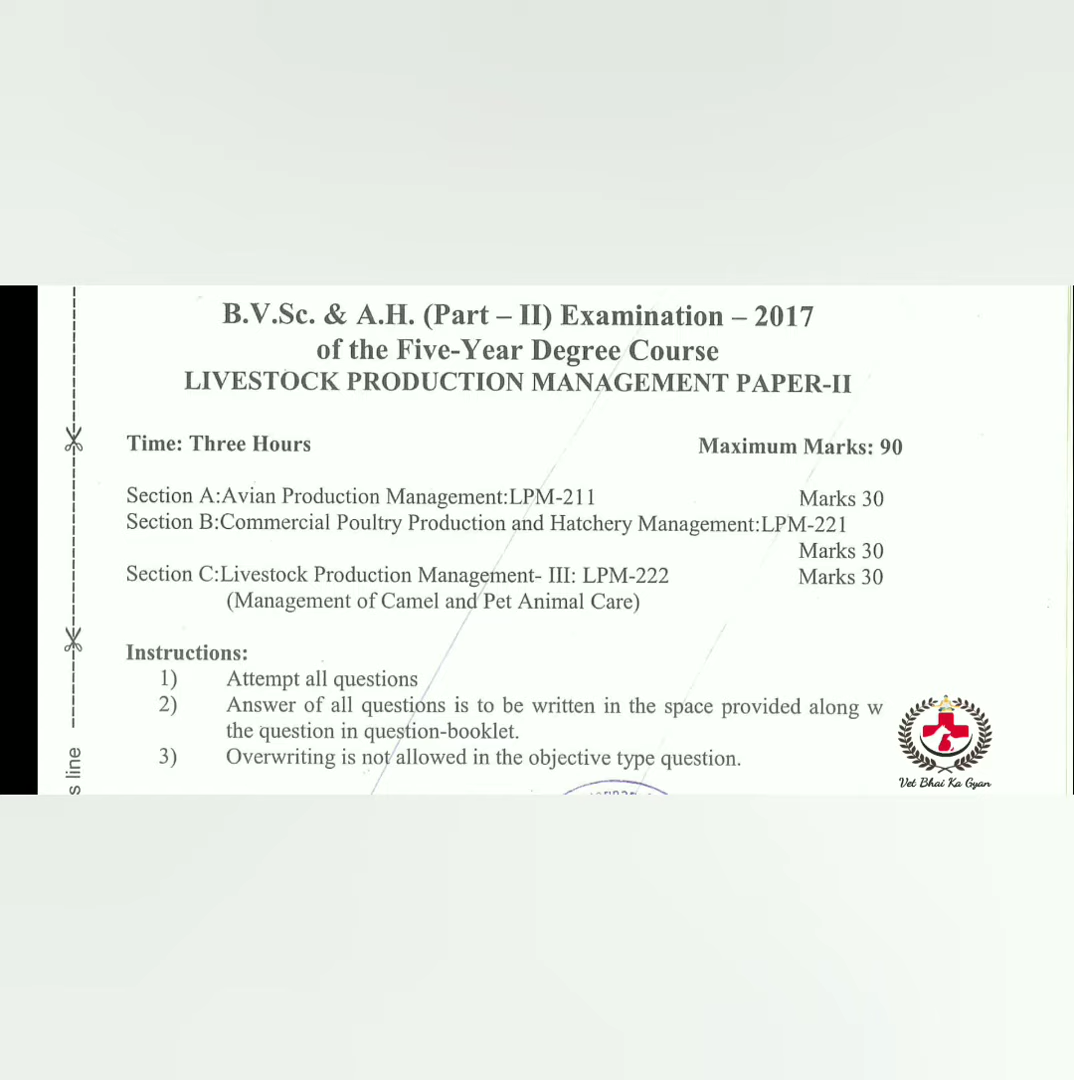 B.V.Sc. & A.H. (Part – II) Examination – 2017
of the Five-Year Degree Course
LIVESTOCK PRODUCTION MANAGEMENT PAPER-II
Time: Three Hours Maximum Marks: 90
Section A:Avian Production Management:LPM-211 Marks 30
Section B:Commercial Poultry Production and Hatchery Management:LPM-221
Marks 30
Section C:Livestock Production Management- III: LPM-222 Marks 30
(Management of Camel and Pet Animal Care)
Instructions:
1) Attempt all questions
2) Answer of all questions is to be written in the space provided along w
the question in question-booklet.
3) Overwriting is not allowed in the objective type question.
s line
Vet Bhai Ka Gyan